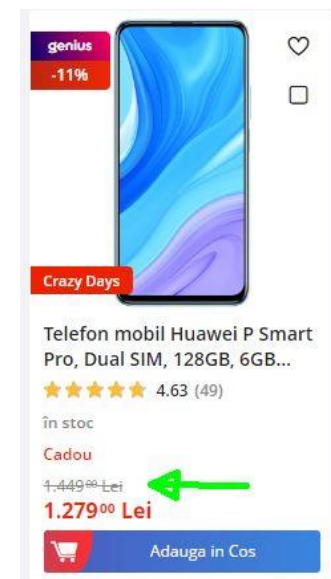 genius
-11%
Crazy Days
Telefon mobil Huawei P Smart
Pro, Dual SIM, 128GB, 6GB...
4.63 (49)
în stoc
Cadou
1.449⁰⁰ Lei
1.279⁰⁰ Lei
Adauga in Cos